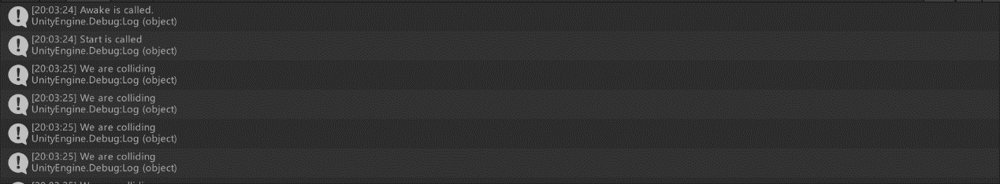 [20:03:24] Awake is called.
UnityEngine.Debug:Log (object)
[20:03:24] Start is called
UnityEngine.Debug:Log (object)
[20:03:25] We are colliding
UnityEngine.Debug:Log (object)
[20:03:25] We are colliding
UnityEngine.Debug:Log (object)
[20:03:25] We are colliding
UnityEngine.Debug:Log (object)
[20:03:25] We are colliding
UnityEngine.Debug:Log (object)